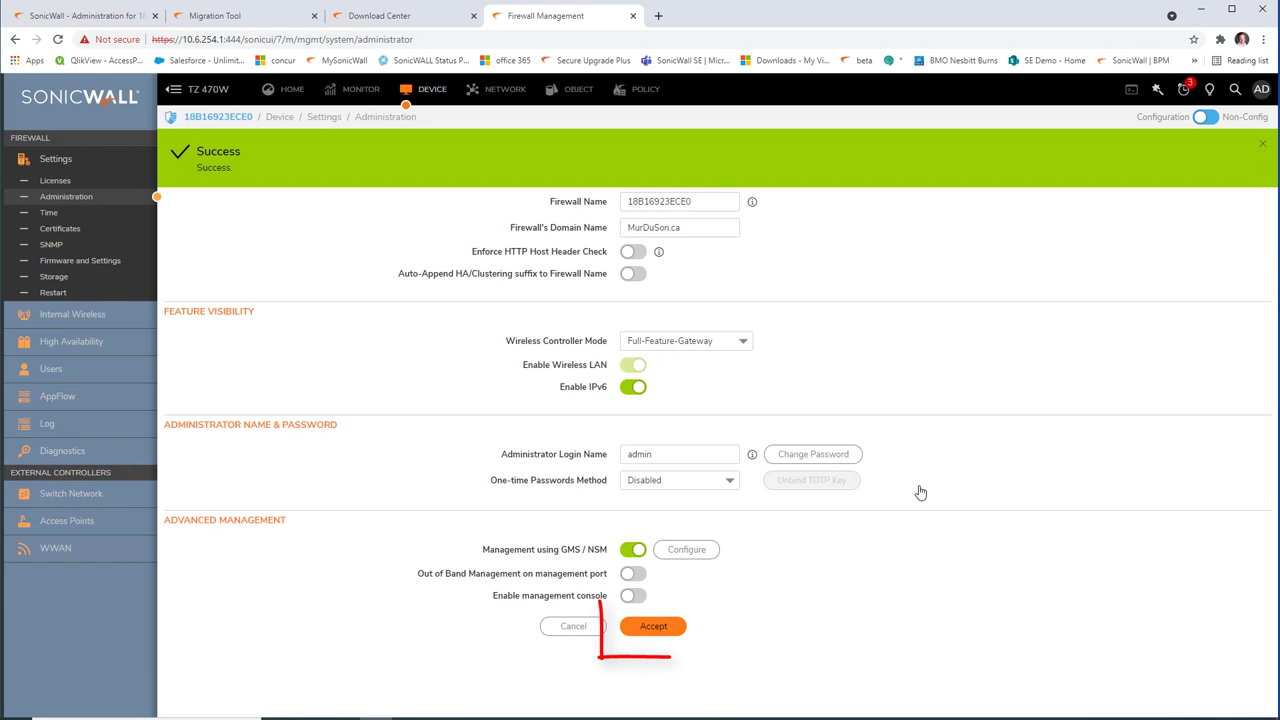 SonicWall - Administration for 18
Migration Tool
Download Center
Firewall Management
Not secure
https://10.6.254.1:444/sonicui/7/m/mgmt/system/administrator
Apps
QlikView - AccessP...
Salesforce - Unlimit...
concur
MySonicWall
SonicWALL Status P...
office 365
Secure Upgrade Plus
SonicWall SE | Micr...
Downloads - My Vi...
beta
BMO Nesbitt Burns
SE Demo - Home
SonicWall | BPM
»
Reading list
SONICWALL
TZ 470W
HOME
MONITOR
DEVICE
NETWORK
OBJECT
POLICY
3
AD
18B16923ECE0 / Device / Settings / Administration
Configuration
Non-Config
FIREWALL
Settings
Licenses
Administration
Time
Certificates
SNMP
Firmware and Settings
Storage
Restart
Internal Wireless
High Availability
Users
AppFlow
Log
Diagnostics
EXTERNAL CONTROLLERS
Switch Network
Access Points
WWAN
Success
Success.
Firewall Name 18B16923ECE0
Firewall's Domain Name MurDuSon.ca
Enforce HTTP Host Header Check
Auto-Append HA/Clustering suffix to Firewall Name
FEATURE VISIBILITY
Wireless Controller Mode Full-Feature-Gateway
Enable Wireless LAN
Enable IPv6
ADMINISTRATOR NAME & PASSWORD
Administrator Login Name admin Change Password
One-time Passwords Method Disabled Unbind TOTP Key
ADVANCED MANAGEMENT
Management using GMS / NSM Configure
Out of Band Management on management port
Enable management console
Cancel Accept